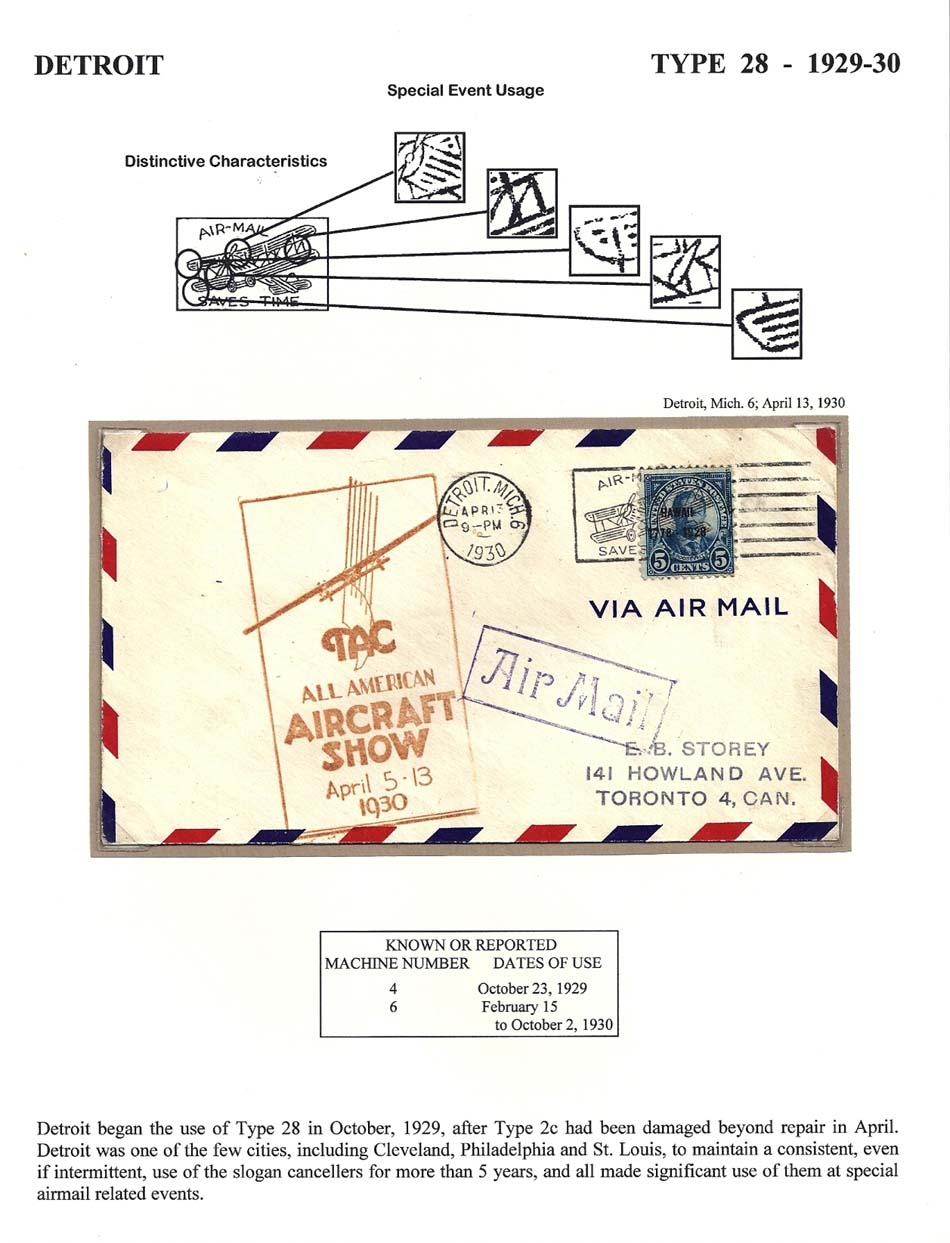 DETROIT
TYPE 28 - 1929-30
Special Event Usage
Distinctive Characteristics
AIR-MAIL
SAVES TIME
Detroit, Mich. 6; April 13, 1930
DETROIT, MICH. 6
APR 13
9-PM
1930
AIR-M
SAVES
UNITED STATES POSTAGE
HAWAII
1778 - 1928
5 CENTS 5
VIA AIR MAIL
TAC
ALL AMERICAN
AIRCRAFT
SHOW
April 5-13
1930
Air Mail
E. B. STOREY
141 HOWLAND AVE.
TORONTO 4, CAN.
KNOWN OR REPORTED
MACHINE NUMBER DATES OF USE
4 October 23, 1929
6 February 15
to October 2, 1930
Detroit began the use of Type 28 in October, 1929, after Type 2c had been damaged beyond repair in April.
Detroit was one of the few cities, including Cleveland, Philadelphia and St. Louis, to maintain a consistent, even
if intermittent, use of the slogan cancellers for more than 5 years, and all made significant use of them at special
airmail related events.